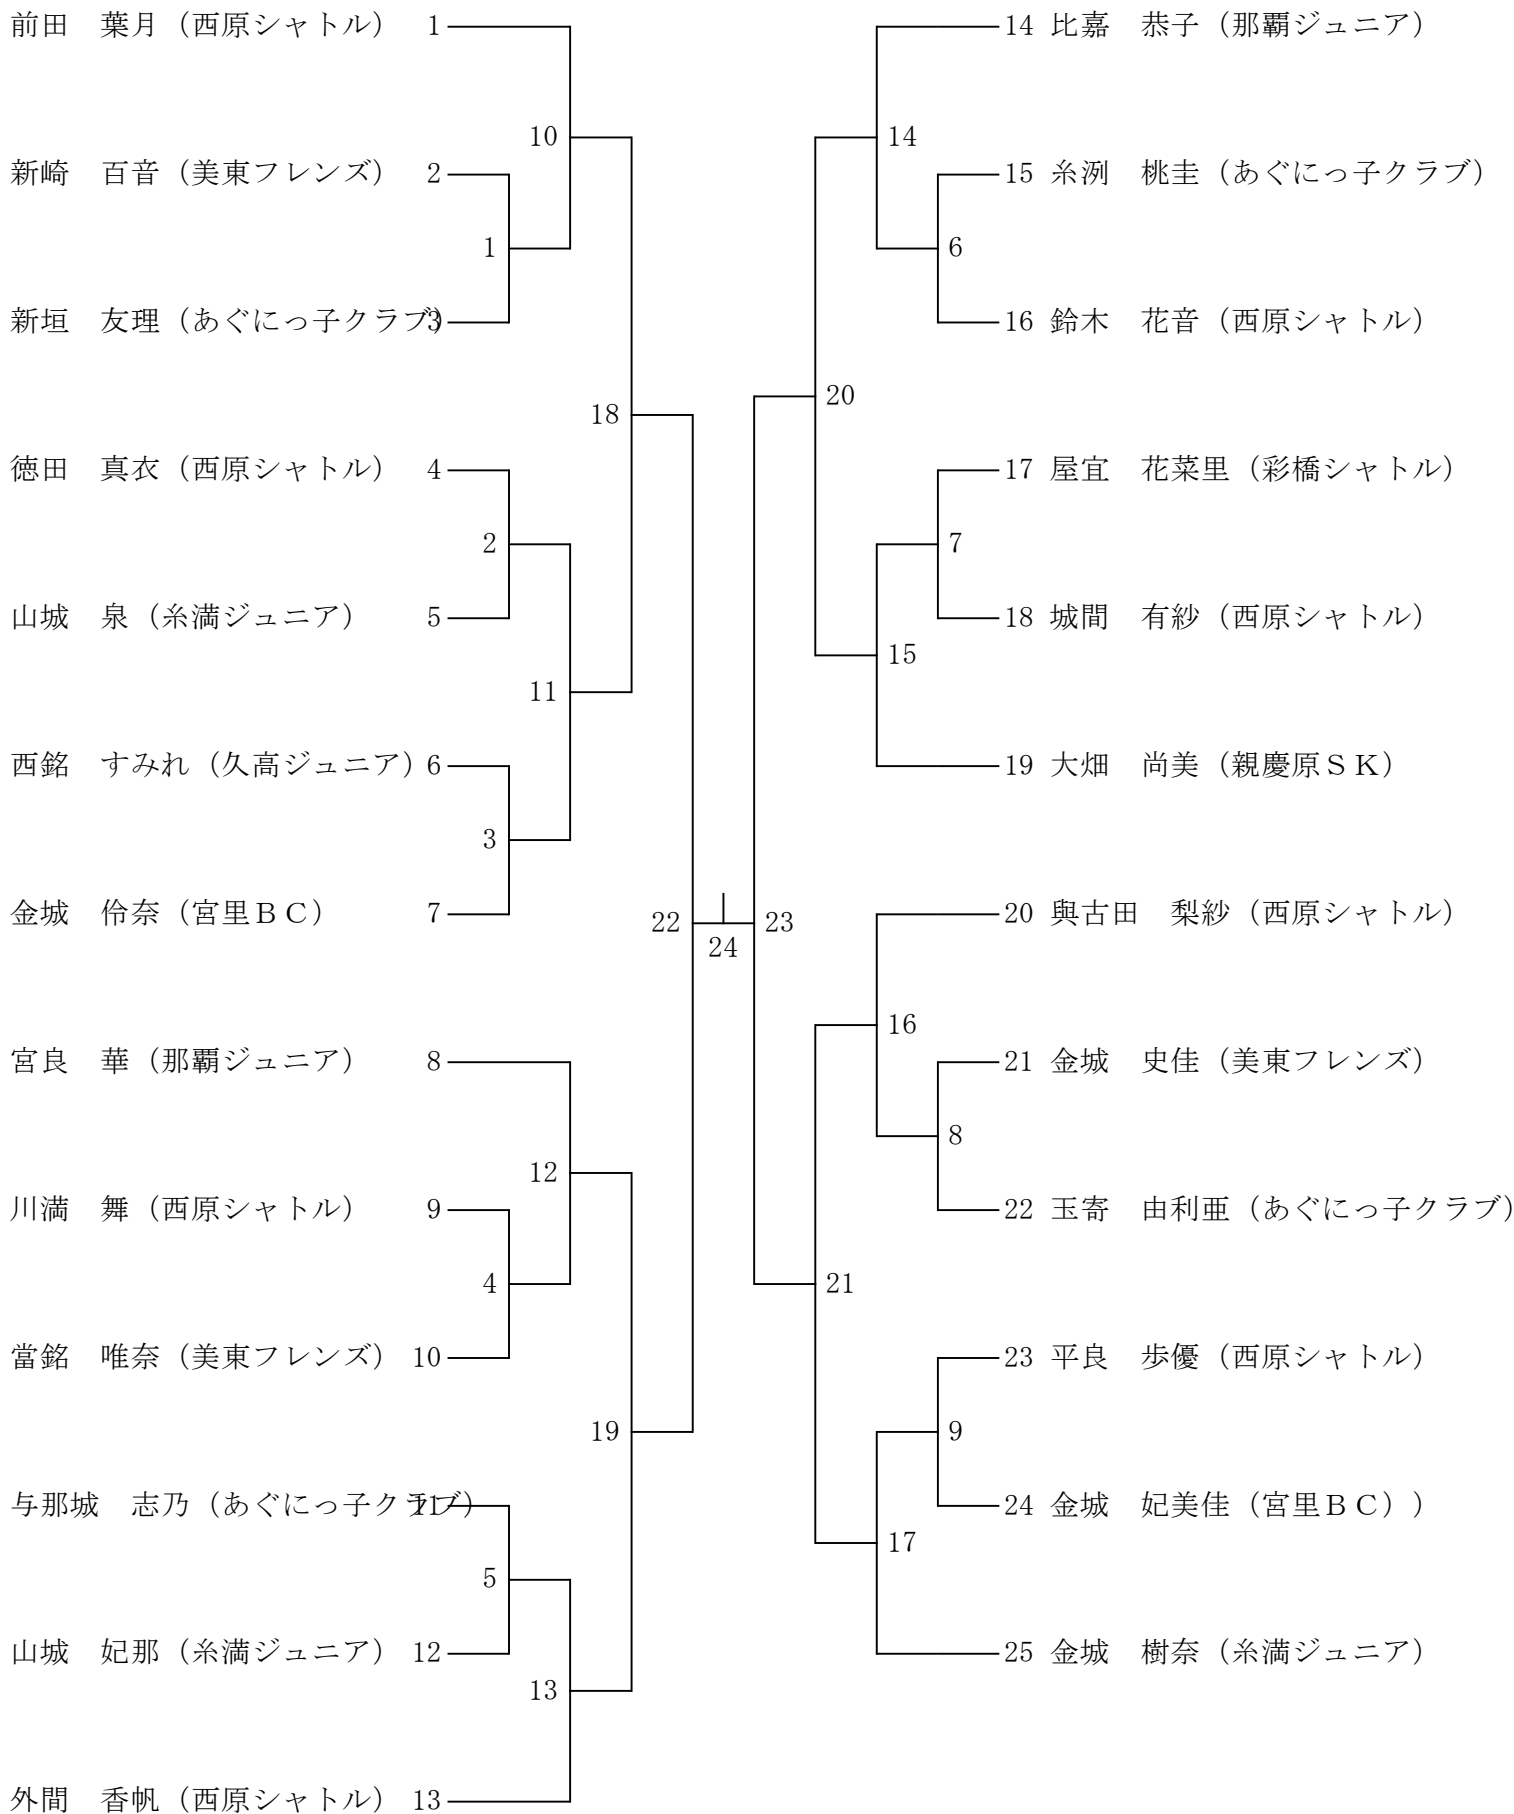 前田　葉月（西原シャトル） 1
新崎　百音（美東フレンズ） 2
新垣　友理（あぐにっ子クラブ）3
徳田　真衣（西原シャトル） 4
山城　泉（糸満ジュニア） 5
西銘　すみれ（久高ジュニア）6
金城　伶奈（宮里ＢＣ） 7
宮良　華（那覇ジュニア） 8
川満　舞（西原シャトル） 9
當銘　唯奈（美東フレンズ） 10
与那城　志乃（あぐにっ子クラブ）11
山城　妃那（糸満ジュニア） 12
外間　香帆（西原シャトル） 13
1
2
3
4
5
10
11
12
13
18
19
22
24
23
20
21
14
15
16
17
6
7
8
9
14 比嘉　恭子（那覇ジュニア）
15 糸洌　桃圭（あぐにっ子クラブ）
16 鈴木　花音（西原シャトル）
17 屋宜　花菜里（彩橋シャトル）
18 城間　有紗（西原シャトル）
19 大畑　尚美（親慶原ＳＫ）
20 與古田　梨紗（西原シャトル）
21 金城　史佳（美東フレンズ）
22 玉寄　由利亜（あぐにっ子クラブ）
23 平良　歩優（西原シャトル）
24 金城　妃美佳（宮里ＢＣ））
25 金城　樹奈（糸満ジュニア）